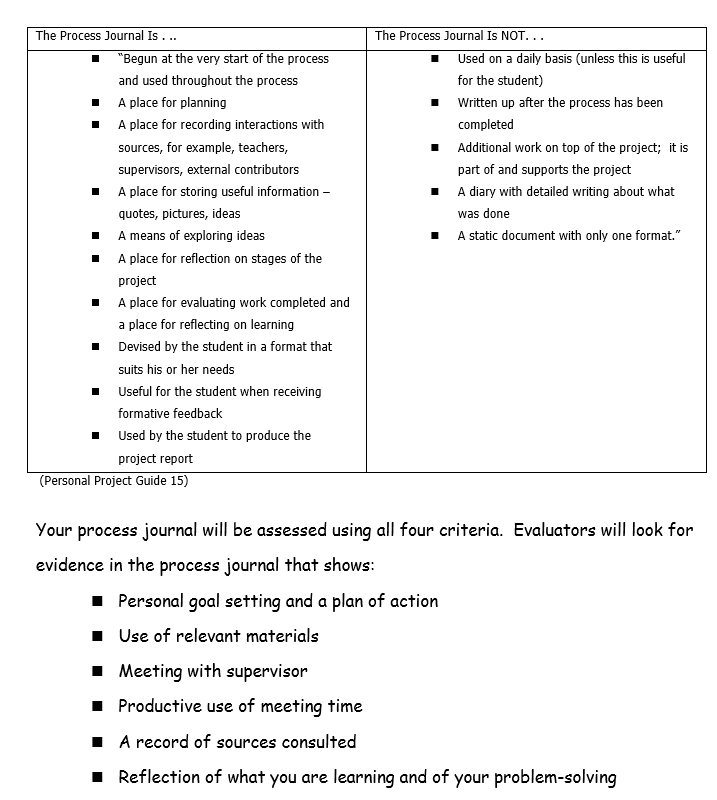 The Process Journal Is . ..
The Process Journal Is NOT. . .
■ “Begun at the very start of the process
and used throughout the process
■ A place for planning
■ A place for recording interactions with
sources, for example, teachers,
supervisors, external contributors
■ A place for storing useful information –
quotes, pictures, ideas
■ A means of exploring ideas
■ A place for reflection on stages of the
project
■ A place for evaluating work completed and
a place for reflecting on learning
■ Devised by the student in a format that
suits his or her needs
■ Useful for the student when receiving
formative feedback
■ Used by the student to produce the
project report
■ Used on a daily basis (unless this is useful
for the student)
■ Written up after the process has been
completed
■ Additional work on top of the project;  it is
part of and supports the project
■ A diary with detailed writing about what
was done
■ A static document with only one format.”
(Personal Project Guide 15)
Your process journal will be assessed using all four criteria.  Evaluators will look for
evidence in the process journal that shows:
■ Personal goal setting and a plan of action
■ Use of relevant materials
■ Meeting with supervisor
■ Productive use of meeting time
■ A record of sources consulted
■ Reflection of what you are learning and of your problem-solving